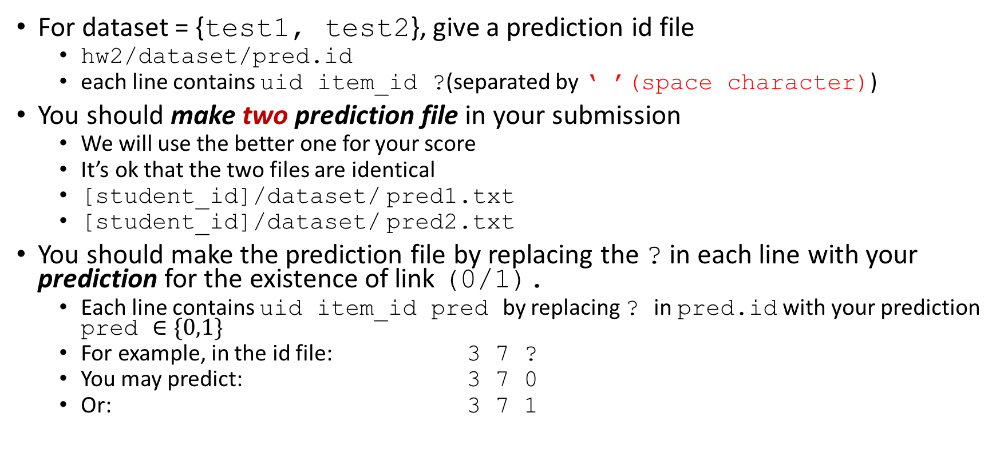 • For dataset = {test1, test2}, give a prediction id file
• hw2/dataset/pred.id
• each line contains uid item_id ?(separated by ‘ ’(space character))
• You should make two prediction file in your submission
• We will use the better one for your score
• It’s ok that the two files are identical
• [student_id]/dataset/pred1.txt
• [student_id]/dataset/pred2.txt
• You should make the prediction file by replacing the ? in each line with your
prediction for the existence of link (0/1).
• Each line contains uid item_id pred by replacing ? in pred.id with your prediction
pred ∈ {0,1}
• For example, in the id file: 3 7 ?
• You may predict: 3 7 0
• Or: 3 7 1